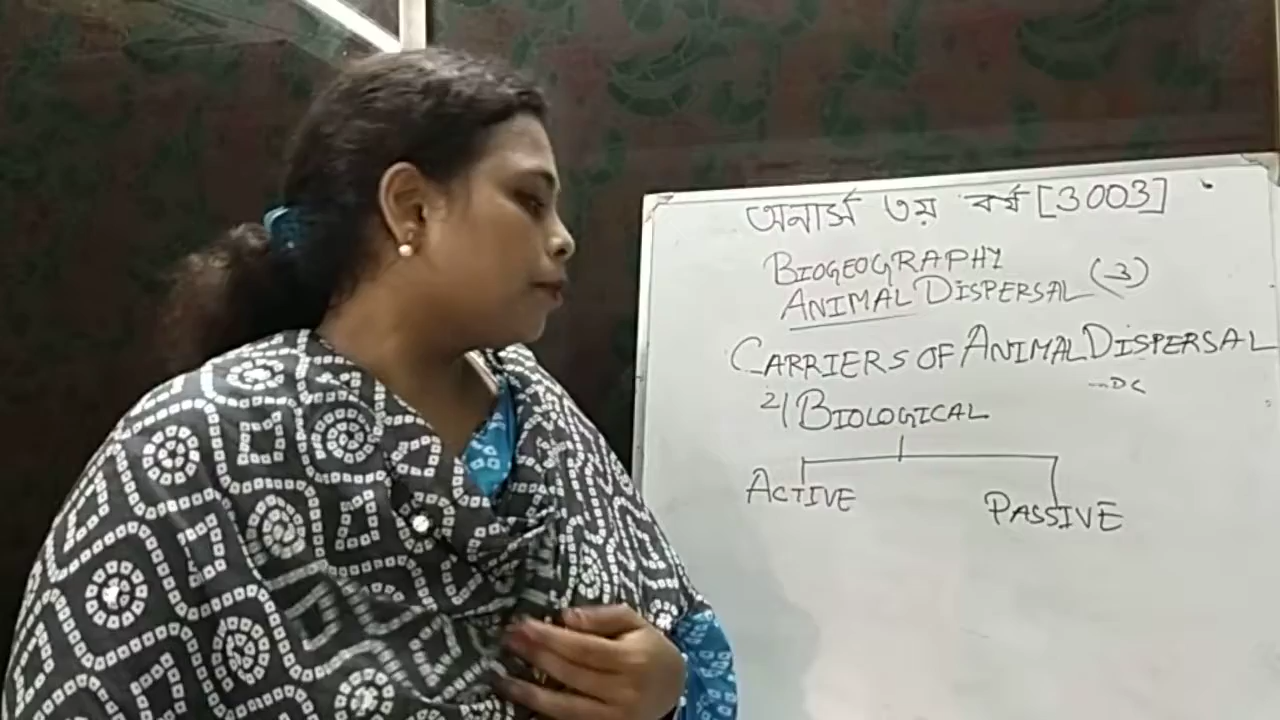 অনার্স ৩য় বর্ষ [3003]
BIOGEOGRAPHY
ANIMAL DISPERSAL (3)
CARRIERS OF ANIMAL DISPERSAL
2) BIOLOGICAL
ACTIVE PASSIVE